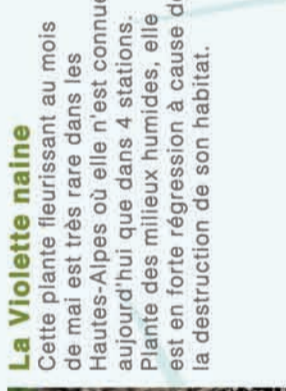 La Violette naine
Cette plante fleurissant au mois
de mai est très rare dans les
Hautes-Alpes où elle n'est connue
aujourd'hui que dans 4 stations.
Plante des milieux humides, elle
est en forte régression à cause de
la destruction de son habitat.